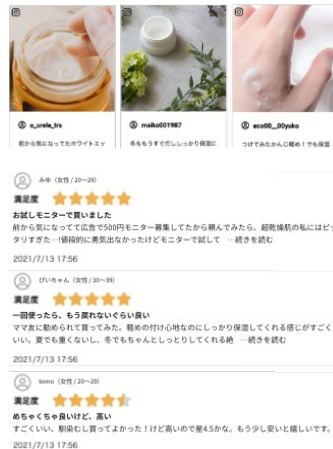 o_urele_trs
maiko001987
eco00__00yuko
前から気になってたホワイトエッ
冬ももうすぐだししっかり保湿に
つけてみたかんじ軽め！でも保湿
みゆ（女性 / 20〜29）
満足度
お試しモニターで買いました
前から気になってて広告で500円モニター募集してたから頼んでみたら、超乾燥肌の私にはピッ
タリすぎた…!値段的に勇気出なかったけどモニターで試して …続きを読む
2021/7/13 17:56
ぴいちゃん（女性 / 30〜39）
満足度
一回使ったら、もう戻れないぐらい良い
ママ友に勧められて買ってみた。軽めの付け心地なのにしっかり保湿してくれる感じがすごく
いい。夏でも重くないし、冬でもちゃんとしっとりしてくれる絶 …続きを読む
2021/7/13 17:56
tomo（女性 / 20〜29）
満足度
めちゃくちゃ良いけど、高い
すごくいい、馴染むし買ってよかった！けど高いので星4.5かな。もう少し安いと嬉しいです。
2021/7/13 17:56